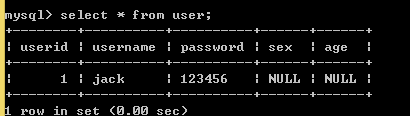 mysql> select * from user;
+--------+----------+----------+------+------+
| userid | username | password | sex | age |
+--------+----------+----------+------+------+
| 1 | jack | 123456 | NULL | NULL |
+--------+----------+----------+------+------+
1 row in set (0.00 sec)